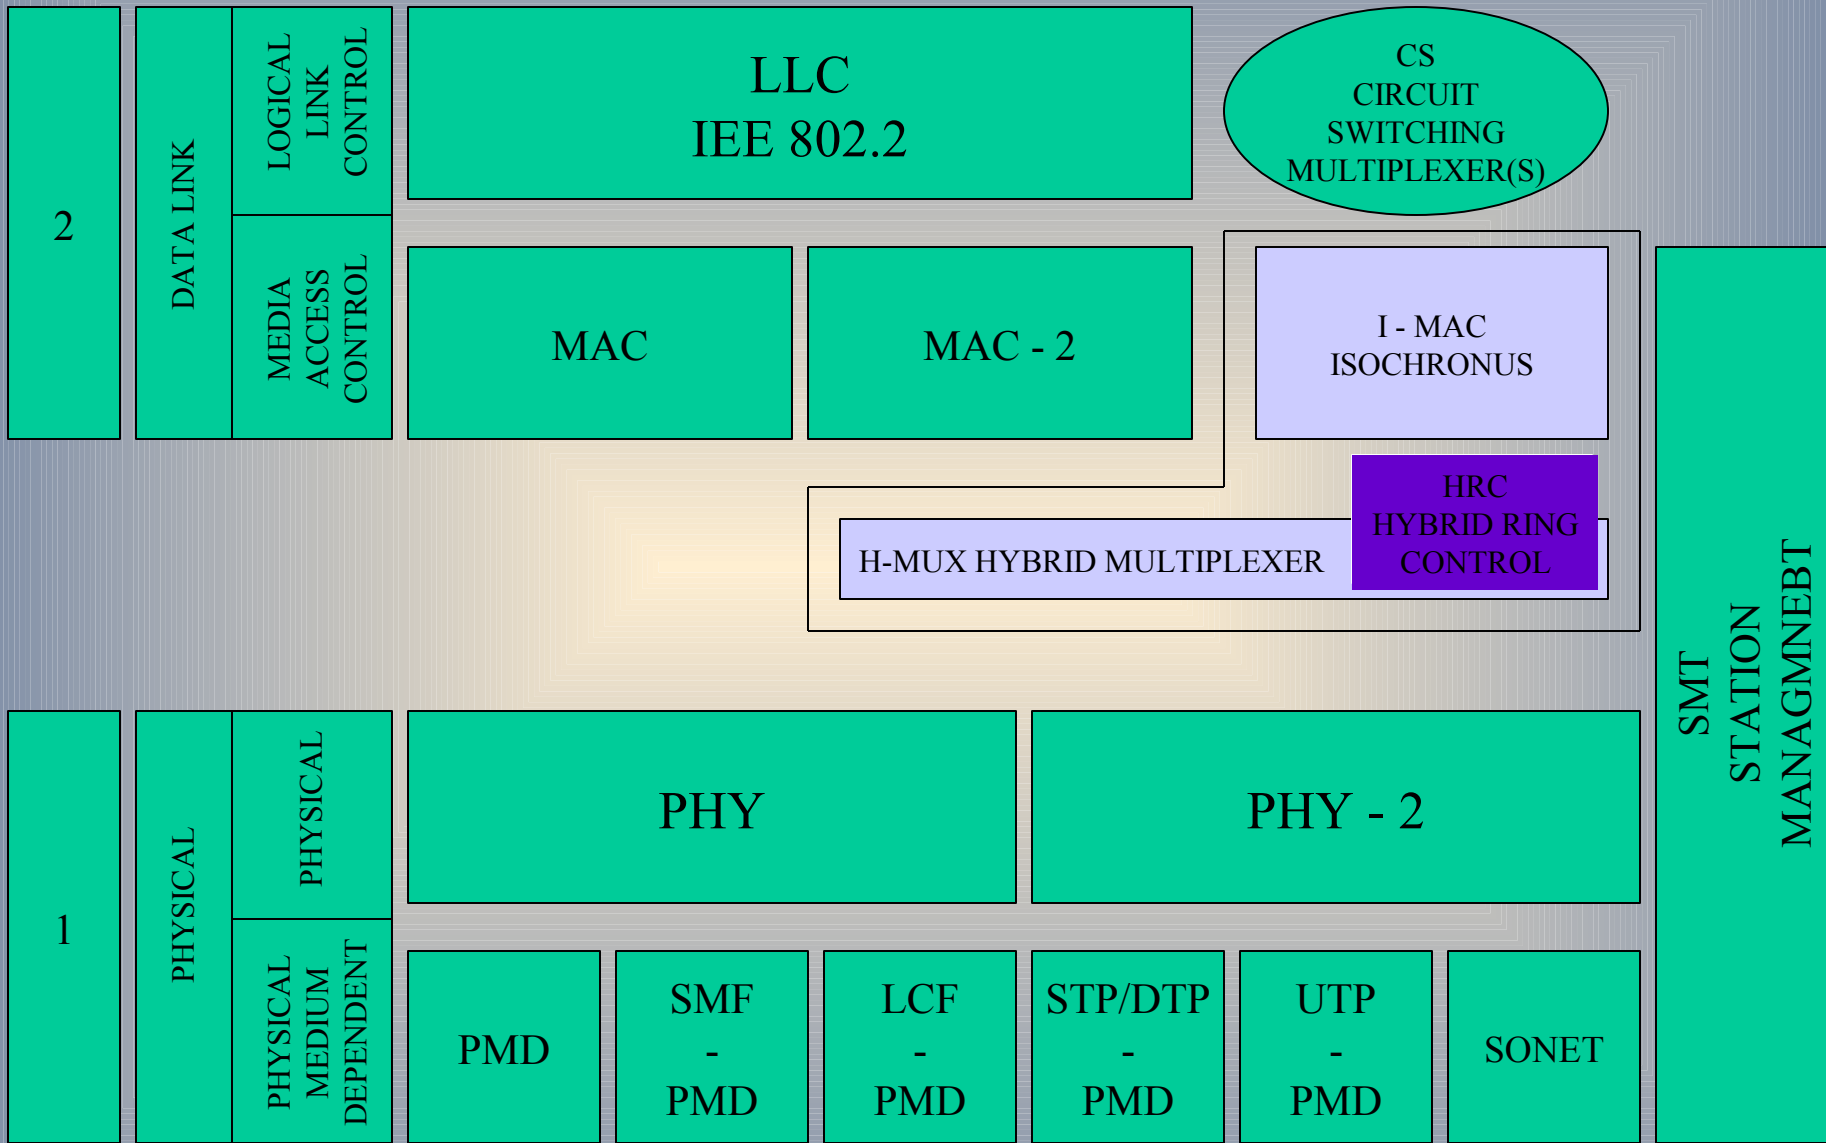 2
DATA LINK
LOGICAL
LINK
CONTROL
LLC
IEE 802.2
CS
CIRCUIT
SWITCHING
MULTIPLEXER(S)
MEDIA
ACCESS
CONTROL
MAC
MAC - 2
I - MAC
ISOCHRONUS
HRC
HYBRID RING
CONTROL
H-MUX HYBRID MULTIPLEXER
SMT
STATION
MANAGMNEBT
1
PHYSICAL
PHYSICAL
PHY
PHY - 2
PHYSICAL
MEDIUM
DEPENDENT
PMD
SMF
-
PMD
LCF
-
PMD
STP/DTP
-
PMD
UTP
-
PMD
SONET